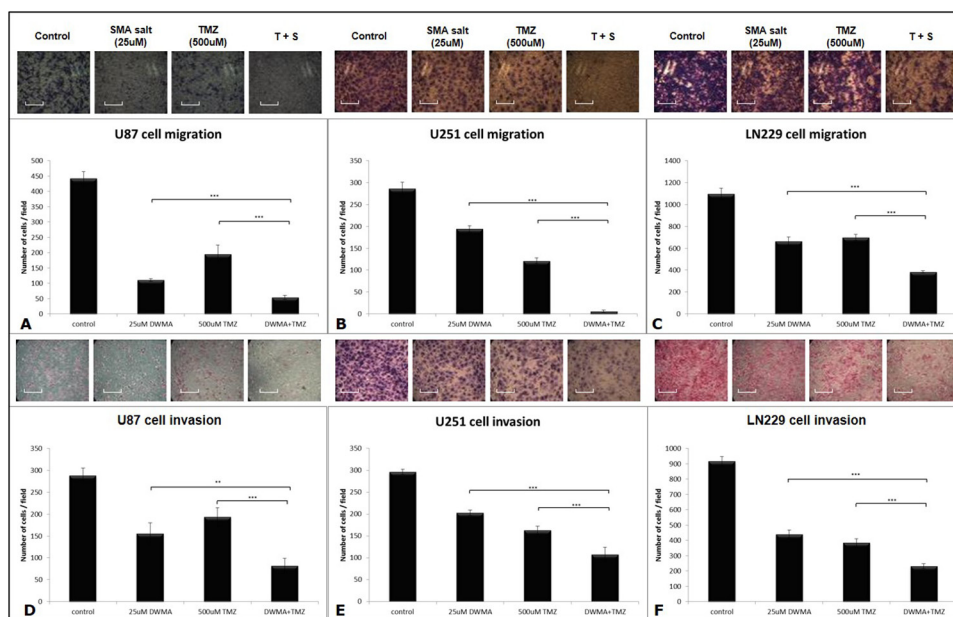 Control SMA salt (25uM) TMZ (500uM) T + S
Control SMA salt (25uM) TMZ (500uM) T + S
Control SMA salt (25uM) TMZ (500uM) T + S
U87 cell migration
Number of cells / field
500
450
400
350
300
250
200
150
100
50
0
***
***
A
control 25uM DWMA 500uM TMZ DWMA+TMZ
U251 cell migration
Number of cells / field
350
300
250
200
150
100
50
0
***
***
B
control 25uM DWMA 500uM TMZ DWMA+TMZ
LN229 cell migration
Number of cells / field
1400
1200
1000
800
600
400
200
0
***
***
C
control 25uM DWMA 500uM TMZ DWMA+TMZ
U87 cell invasion
Number of cells / field
350
300
250
200
150
100
50
0
**
***
D
control 25uM DWMA 500uM TMZ DWMA+TMZ
U251 cell invasion
Number of cells / field
350
300
250
200
150
100
50
0
***
***
E
control 25uM DWMA 500uM TMZ DWMA+TMZ
LN229 cell invasion
Number of cells / field
1000
900
800
700
600
500
400
300
200
100
0
***
***
F
control 25uM DWMA 500uM TMZ DWMA+TMZ